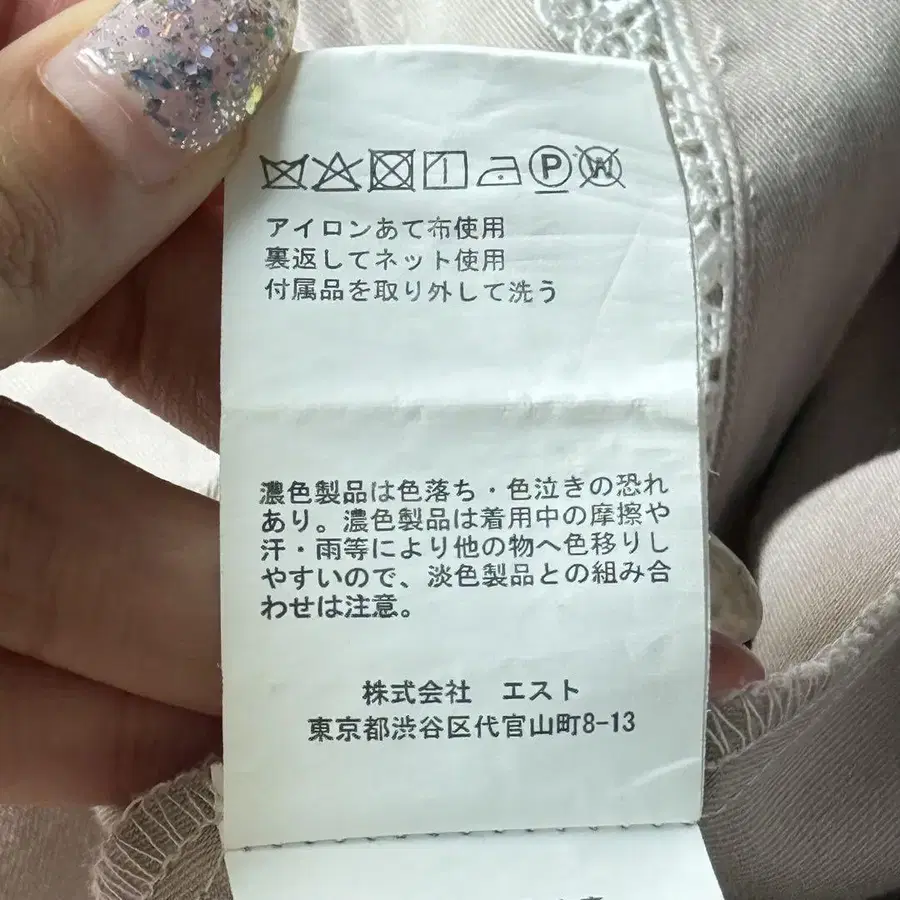 P W
アイロンあて布使用
裏返してネット使用
付属品を取り外して洗う
濃色製品は色落ち・色泣きの恐れ
あり。濃色製品は着用中の摩擦や
汗・雨等により他の物へ色移りし
やすいので、淡色製品との組み合
わせは注意。
株式会社 エスト
東京都渋谷区代官山町8-13